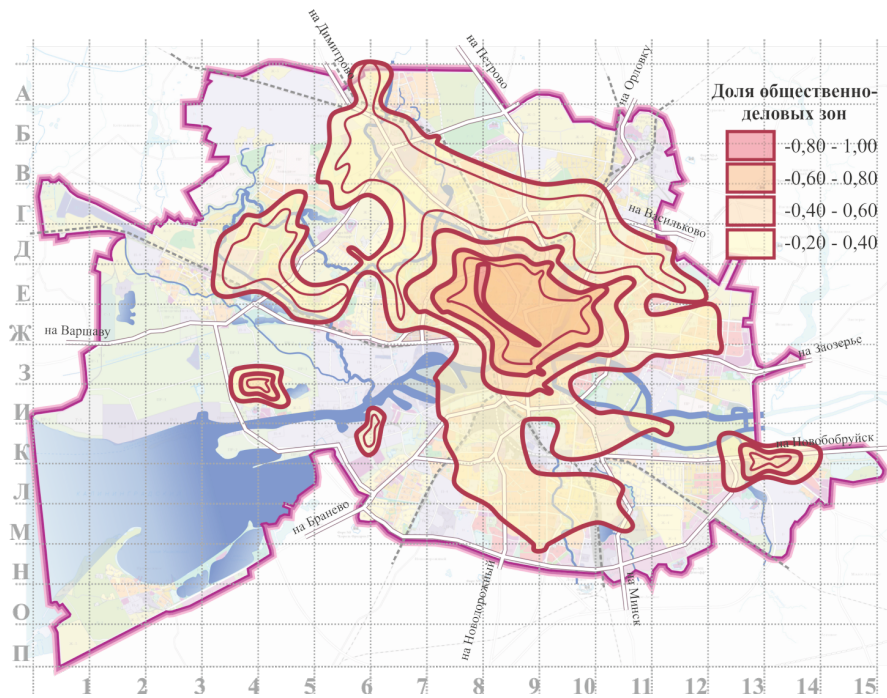 на Димитрово
на Петрово
на Орловку
А
Б
В
Г
Д
Е
Ж
З
И
К
Л
М
Н
О
П
Доля общественно-
деловых зон
-0,80 - 1,00
-0,60 - 0,80
-0,40 - 0,60
-0,20 - 0,40
на Васильково
на Варшаву
на Заозерье
на Новобобруйск
на Бранево
на Новодорожный
на Минск
1 2 3 4 5 6 7 8 9 10 11 12 13 14 15